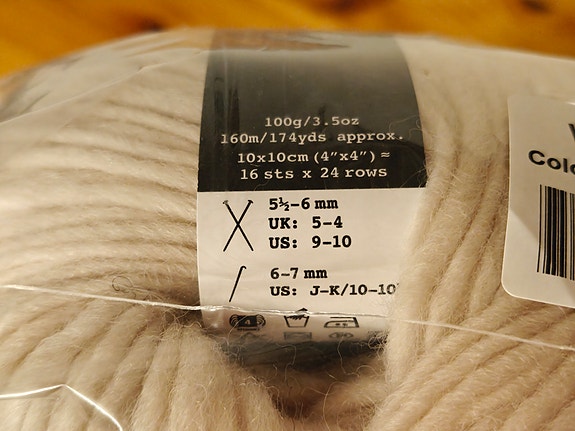 100g/3.5oz
160m/174yds approx.
10x10cm (4"x4") ≈
16 sts x 24 rows
5½-6 mm
UK: 5-4
US: 9-10
6-7 mm
US: J-K/10-10
4
Colo